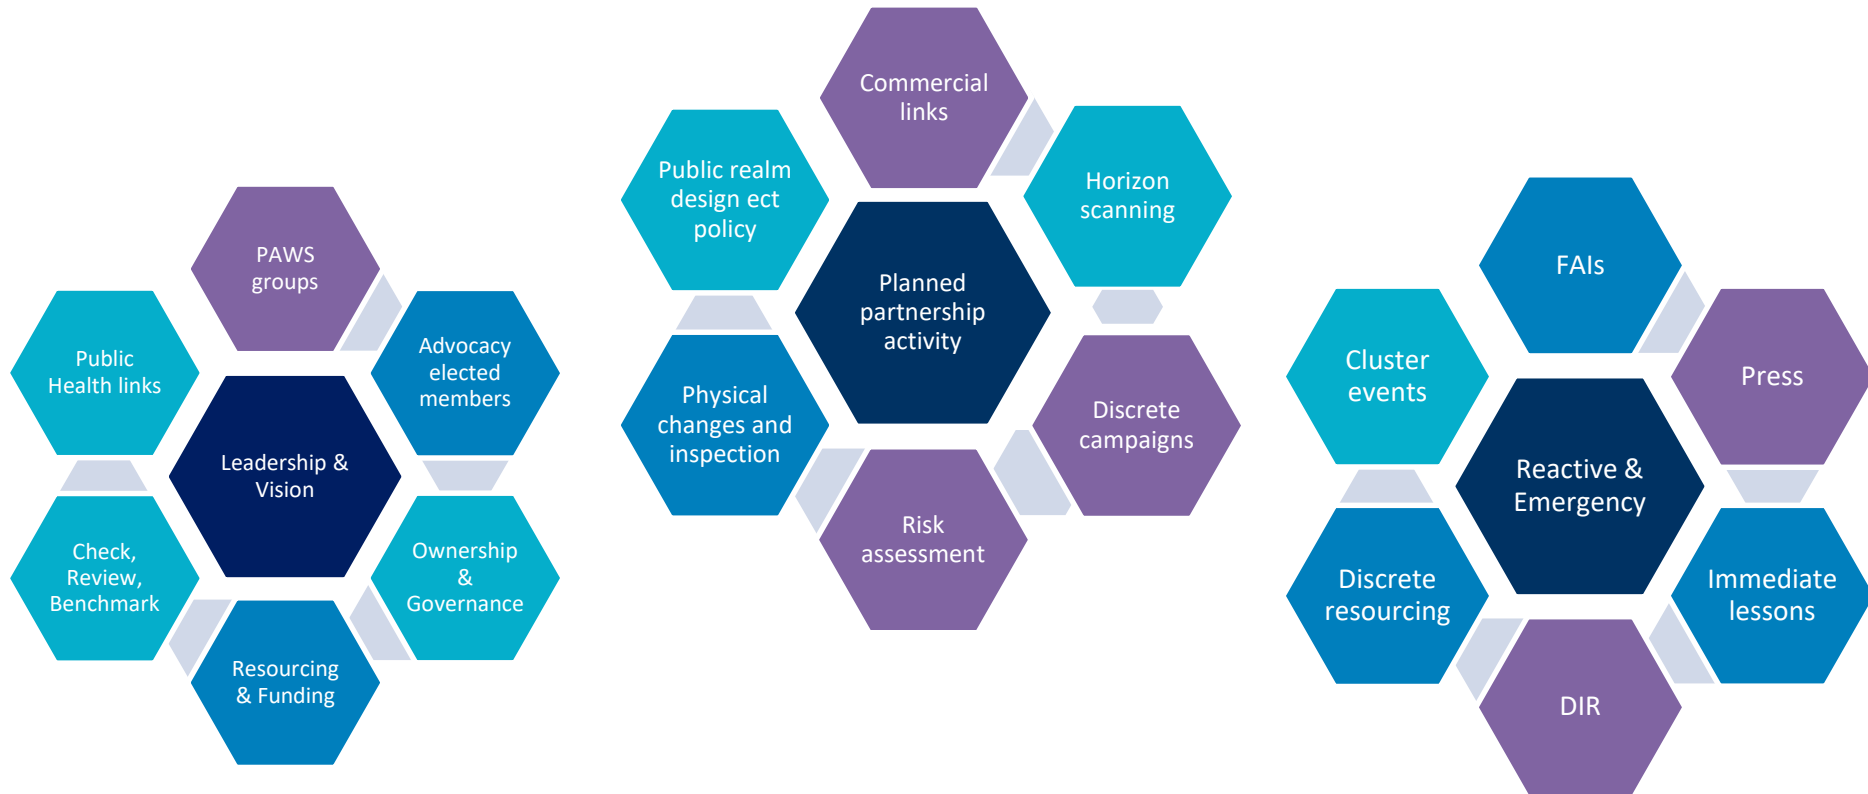 PAWS
groups
Public
Health links
Advocacy
elected
members
Leadership &
Vision
Check,
Review,
Benchmark
Ownership
&
Governance
Resourcing
& Funding
Commercial
links
Public realm
design ect
policy
Horizon
scanning
Planned
partnership
activity
Physical
changes and
inspection
Discrete
campaigns
Risk
assessment
FAIs
Cluster
events
Press
Reactive &
Emergency
Discrete
resourcing
Immediate
lessons
DIR